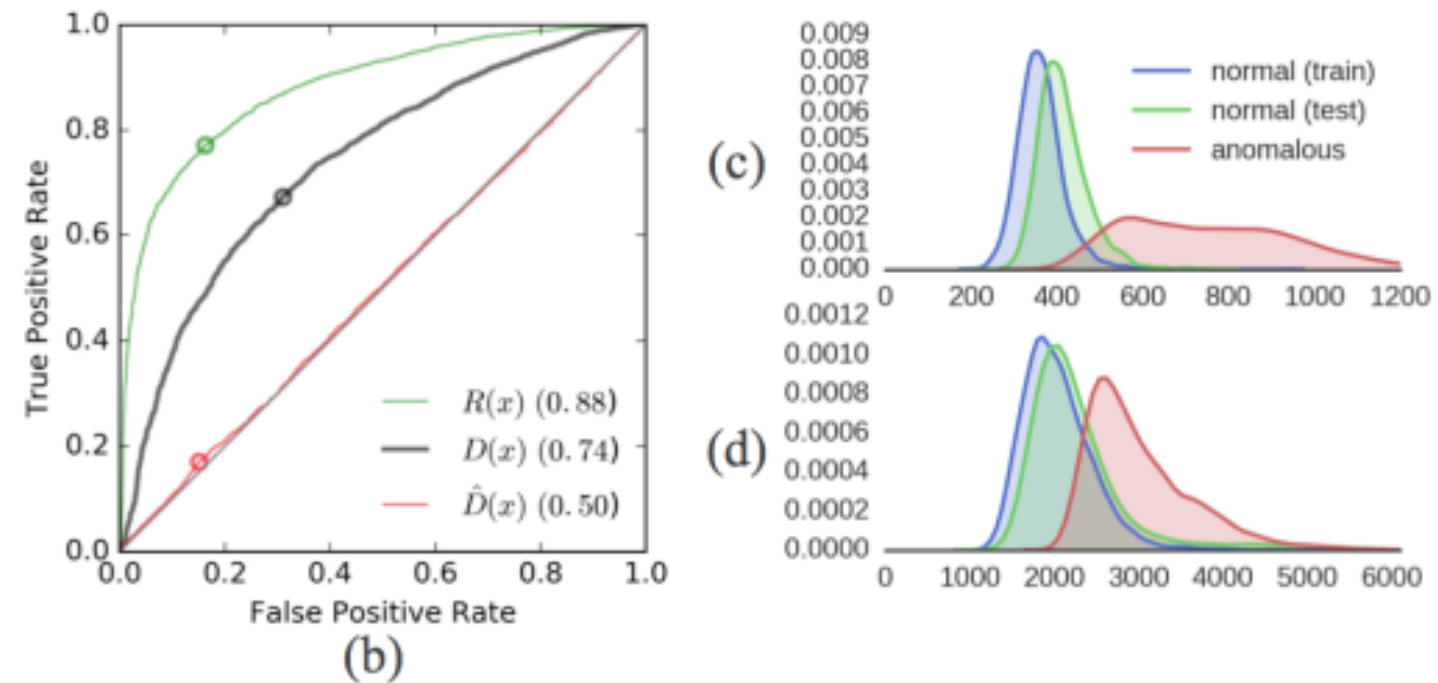 1.0
0.8
0.6
0.4
0.2
0.0
True Positive Rate
R(x) (0.88)
D(x) (0.74)
D̂(x) (0.50)
0.0 0.2 0.4 0.6 0.8 1.0
False Positive Rate
(b)
(c)
0.009
0.008
0.007
0.006
0.005
0.004
0.003
0.002
0.001
0.000
normal (train)
normal (test)
anomalous
0 200 400 600 800 1000 1200
(d)
0.0012
0.0010
0.0008
0.0006
0.0004
0.0002
0.0000
0 1000 2000 3000 4000 5000 6000